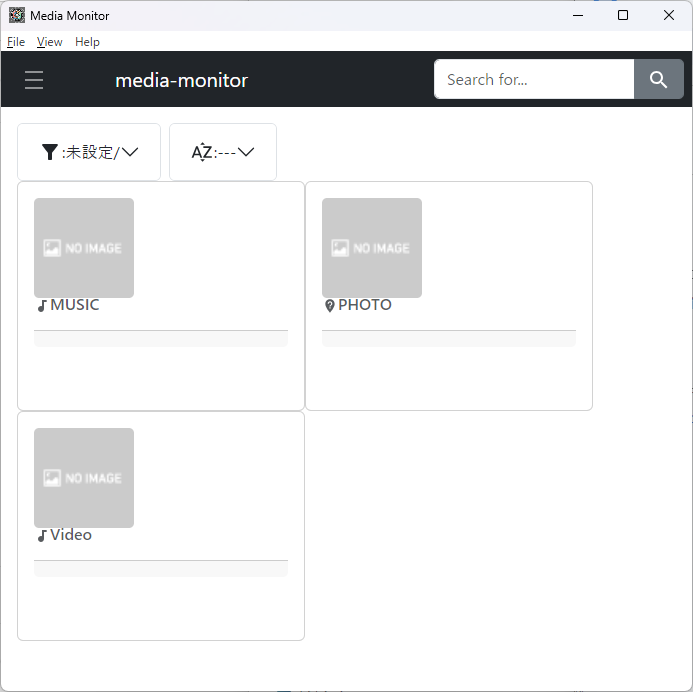 Media Monitor
File View Help
media-monitor
Search for...
:未設定/
AZ:---
NO IMAGE
NO IMAGE
MUSIC
PHOTO
NO IMAGE
Video